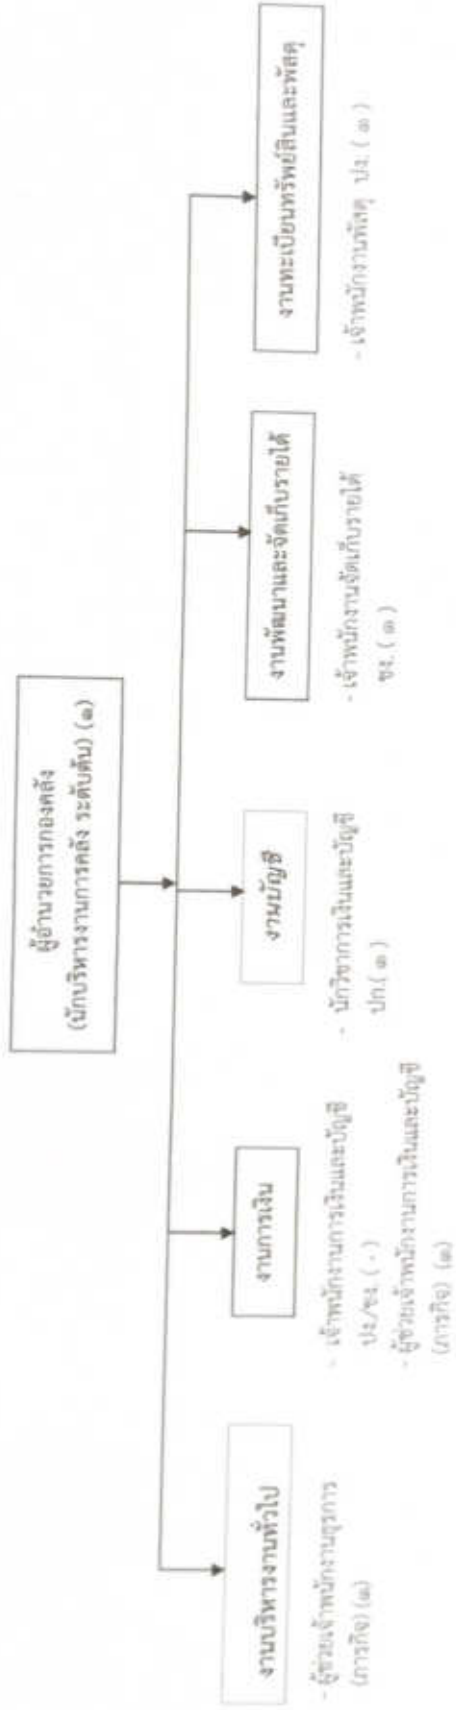 ผู้อำนวยการกองคลัง
(นักบริหารงานการคลัง ระดับต้น) (๑)
งานบริหารงานทั่วไป
- ผู้ช่วยเจ้าพนักงานธุรการ
(ภารกิจ) (๑)
งานการเงิน
- เจ้าพนักงานการเงินและบัญชี
ปง./ชง. ( - )
- ผู้ช่วยเจ้าพนักงานการเงินและบัญชี
(ภารกิจ) (๑)
งานบัญชี
- นักวิชาการเงินและบัญชี
ปก.( ๑ )
งานพัฒนาและจัดเก็บรายได้
- เจ้าพนักงานจัดเก็บรายได้
ชง. ( ๑ )
งานทะเบียนทรัพย์สินและพัสดุ
- เจ้าพนักงานพัสดุ ปง. ( ๑ )